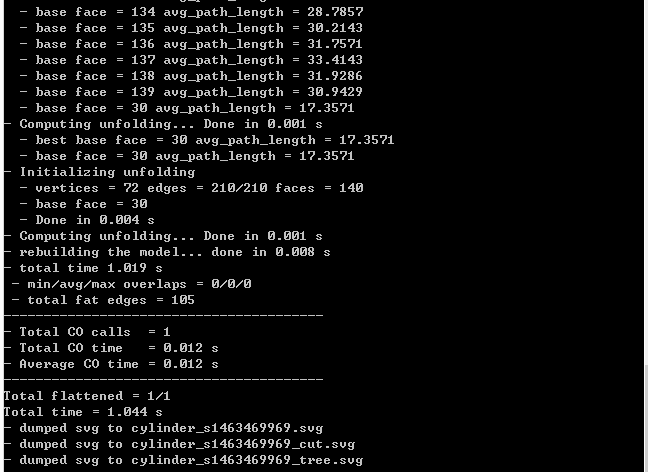 - base face = 134 avg_path_length = 28.7857
- base face = 135 avg_path_length = 30.2143
- base face = 136 avg_path_length = 31.7571
- base face = 137 avg_path_length = 33.4143
- base face = 138 avg_path_length = 31.9286
- base face = 139 avg_path_length = 30.9429
- base face = 30 avg_path_length = 17.3571
- Computing unfolding... Done in 0.001 s
- best base face = 30 avg_path_length = 17.3571
- base face = 30 avg_path_length = 17.3571
- Initializing unfolding
- vertices = 72 edges = 210/210 faces = 140
- base face = 30
- Done in 0.004 s
- Computing unfolding... Done in 0.001 s
- rebuilding the model... done in 0.008 s
- total time 1.019 s
- min/avg/max overlaps = 0/0/0
- total fat edges = 105
----------------------------------------
- Total CO calls  = 1
- Total CO time   = 0.012 s
- Average CO time = 0.012 s
----------------------------------------
Total flattened = 1/1
Total time = 1.044 s
- dumped svg to cylinder_s1463469969.svg
- dumped svg to cylinder_s1463469969_cut.svg
- dumped svg to cylinder_s1463469969_tree.svg